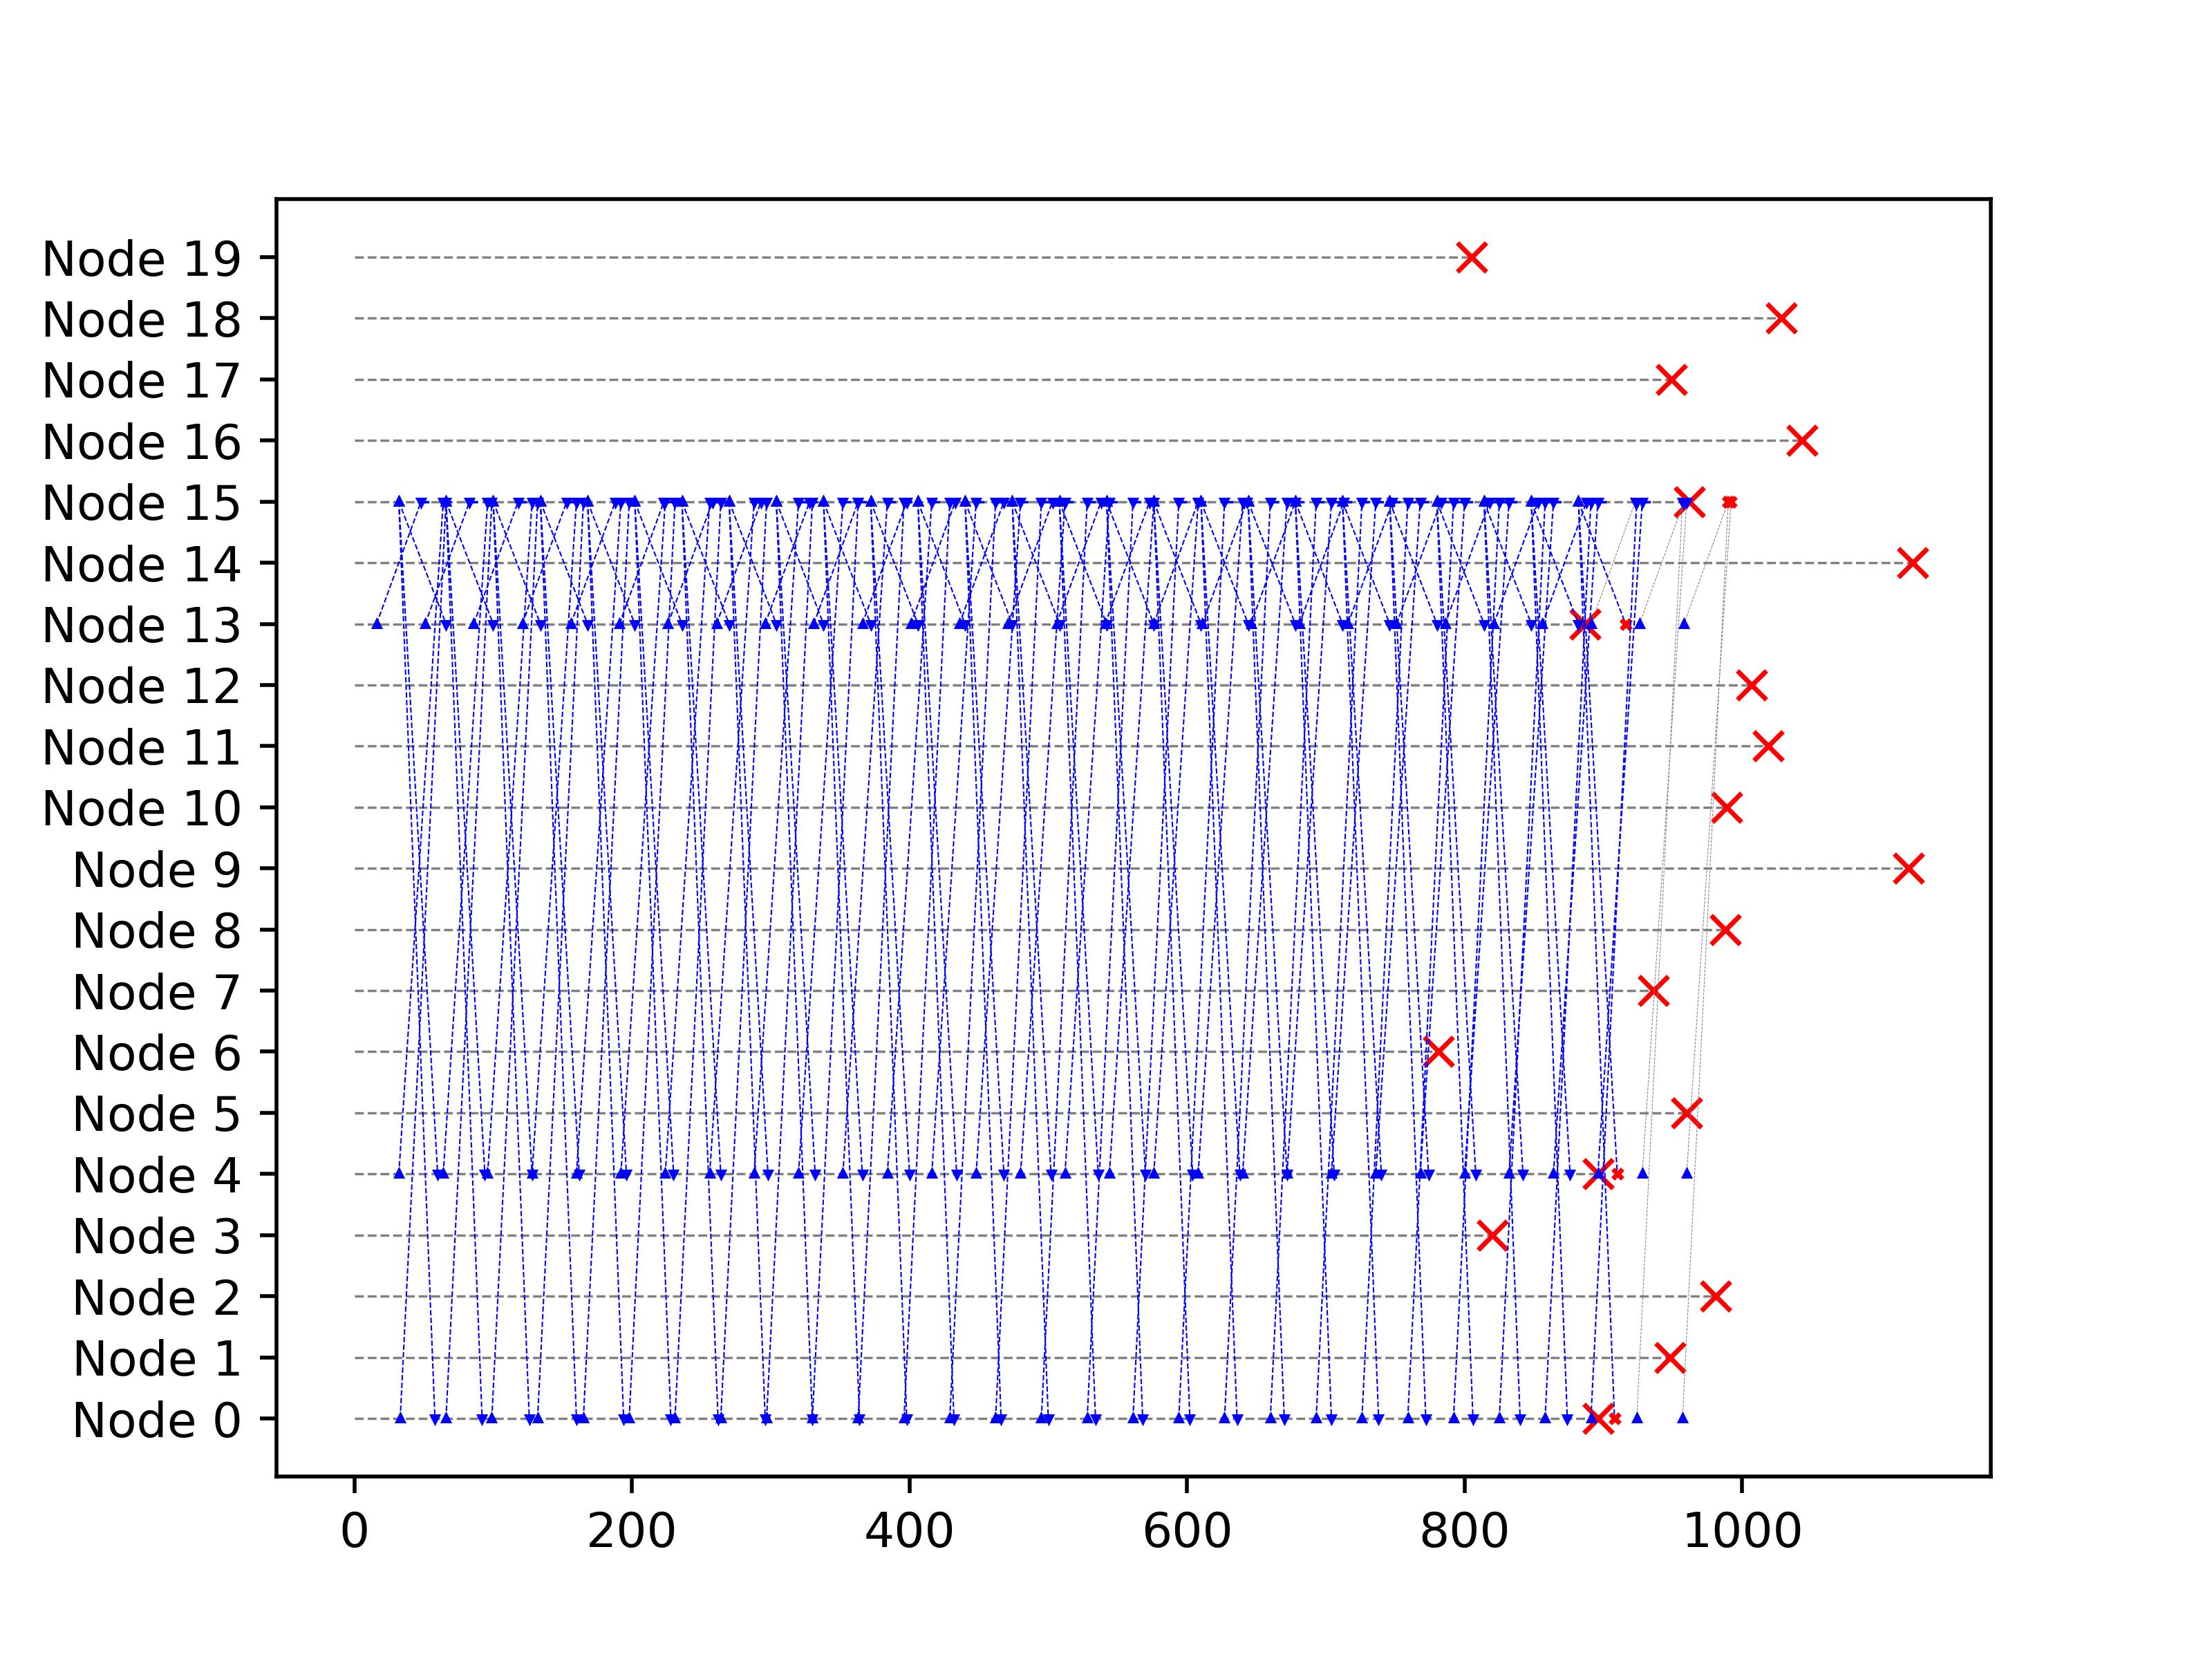 Node 19
Node 18
Node 17
Node 16
Node 15
Node 14
Node 13
Node 12
Node 11
Node 10
Node 9
Node 8
Node 7
Node 6
Node 5
Node 4
Node 3
Node 2
Node 1
Node 0
0 200 400 600 800 1000